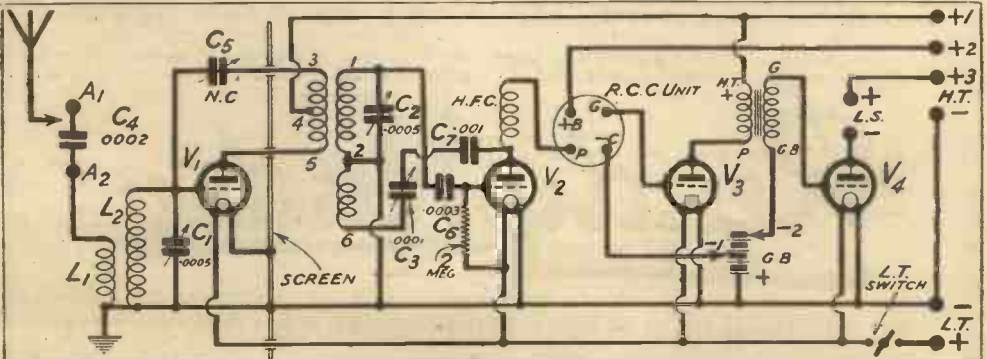 A1
C4
0002
A2
L2
L1
C5
N.C
V1
C1
.0005
SCREEN
3
4
5
1
2
6
C2
.0005
C7 .001
C3
.0001
.0003
C6
2
MEG
H.F.C.
V2
R.C.C UNIT
+B
G
P
-C
V3
H.T.
+
P
G
GB
-1
-2
G B
+
+
L.S.
-
V4
+1
+2
+3
H.T.
-
-
L.T.
SWITCH
L.T.
+